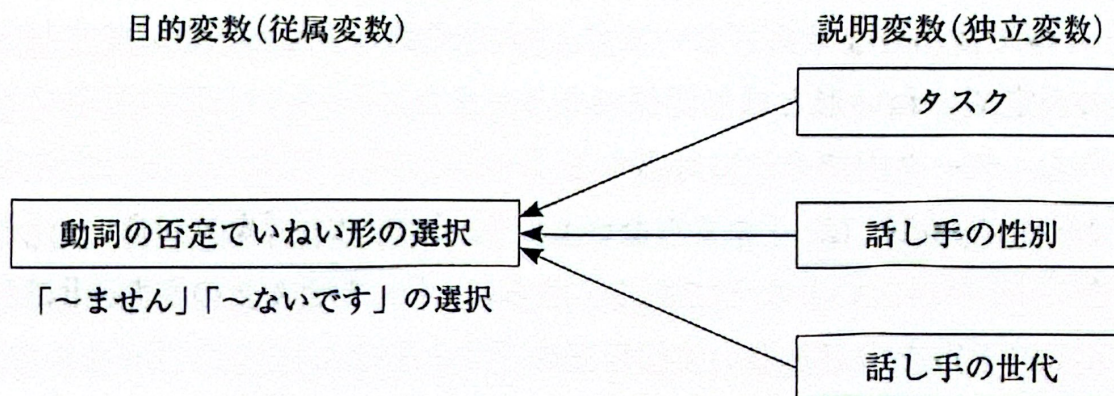 目的変数(従属変数)
説明変数(独立変数)
タスク
動詞の否定ていねい形の選択
話し手の性別
「～ません」「～ないです」の選択
話し手の世代